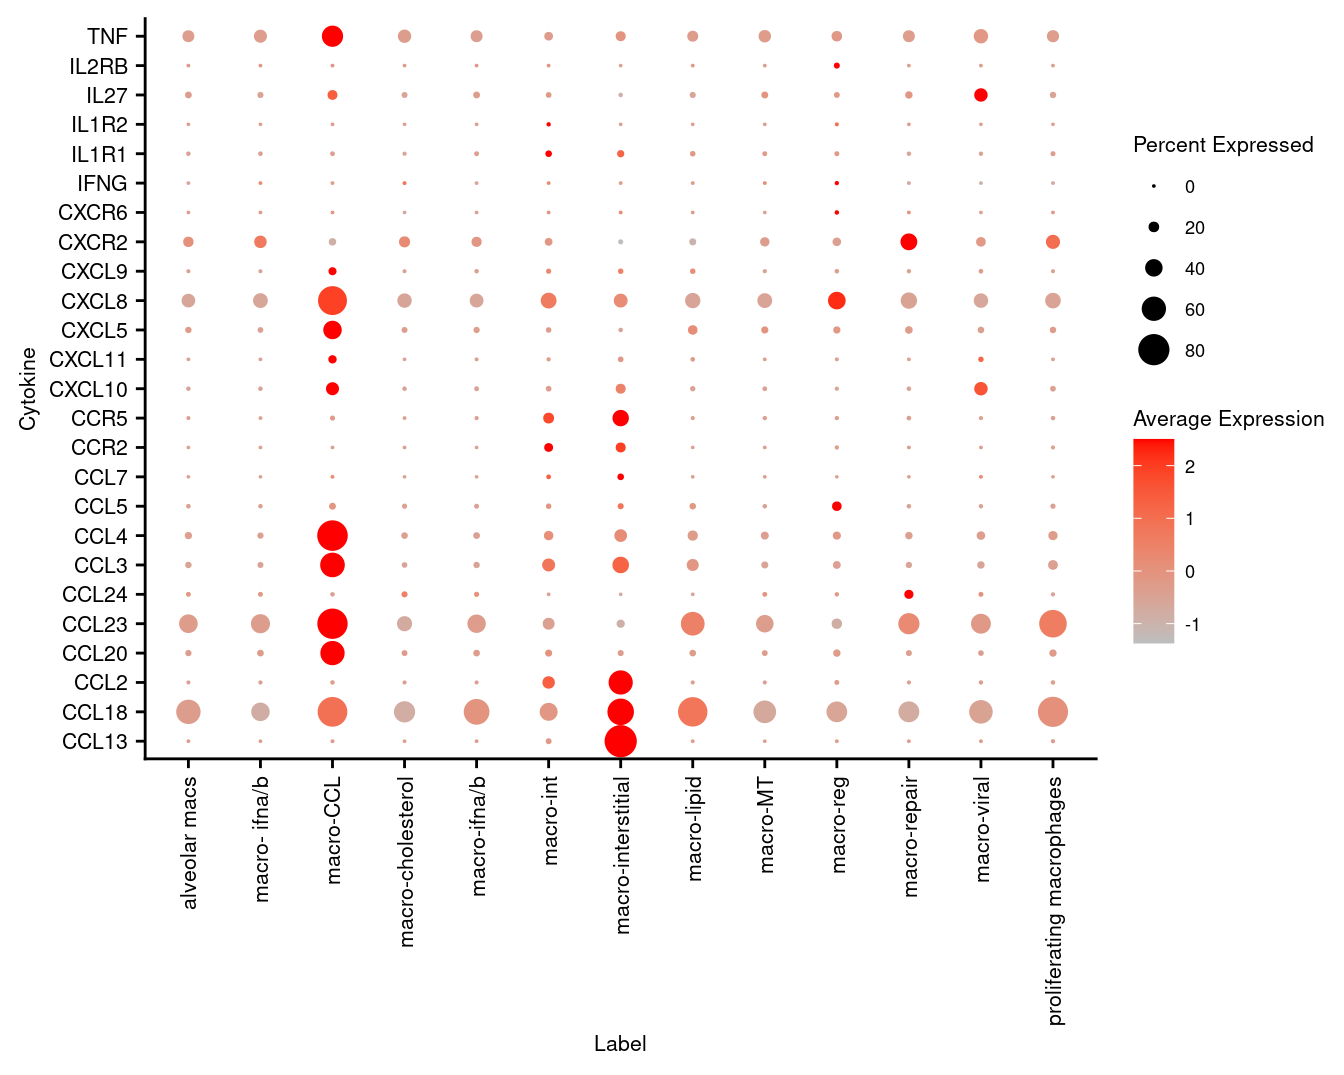 TNF
IL2RB
IL27
IL1R2
IL1R1
IFNG
CXCR6
CXCR2
CXCL9
CXCL8
CXCL5
CXCL11
CXCL10
CCR5
CCR2
CCL7
CCL5
CCL4
CCL3
CCL24
CCL23
CCL20
CCL2
CCL18
CCL13
Cytokine
alveolar macs
macro- ifna/b
macro-CCL
macro-cholesterol
macro-ifna/b
macro-int
macro-interstitial
macro-lipid
macro-MT
macro-reg
macro-repair
macro-viral
proliferating macrophages
Label
Percent Expressed
0
20
40
60
80
Average Expression
2
1
0
-1